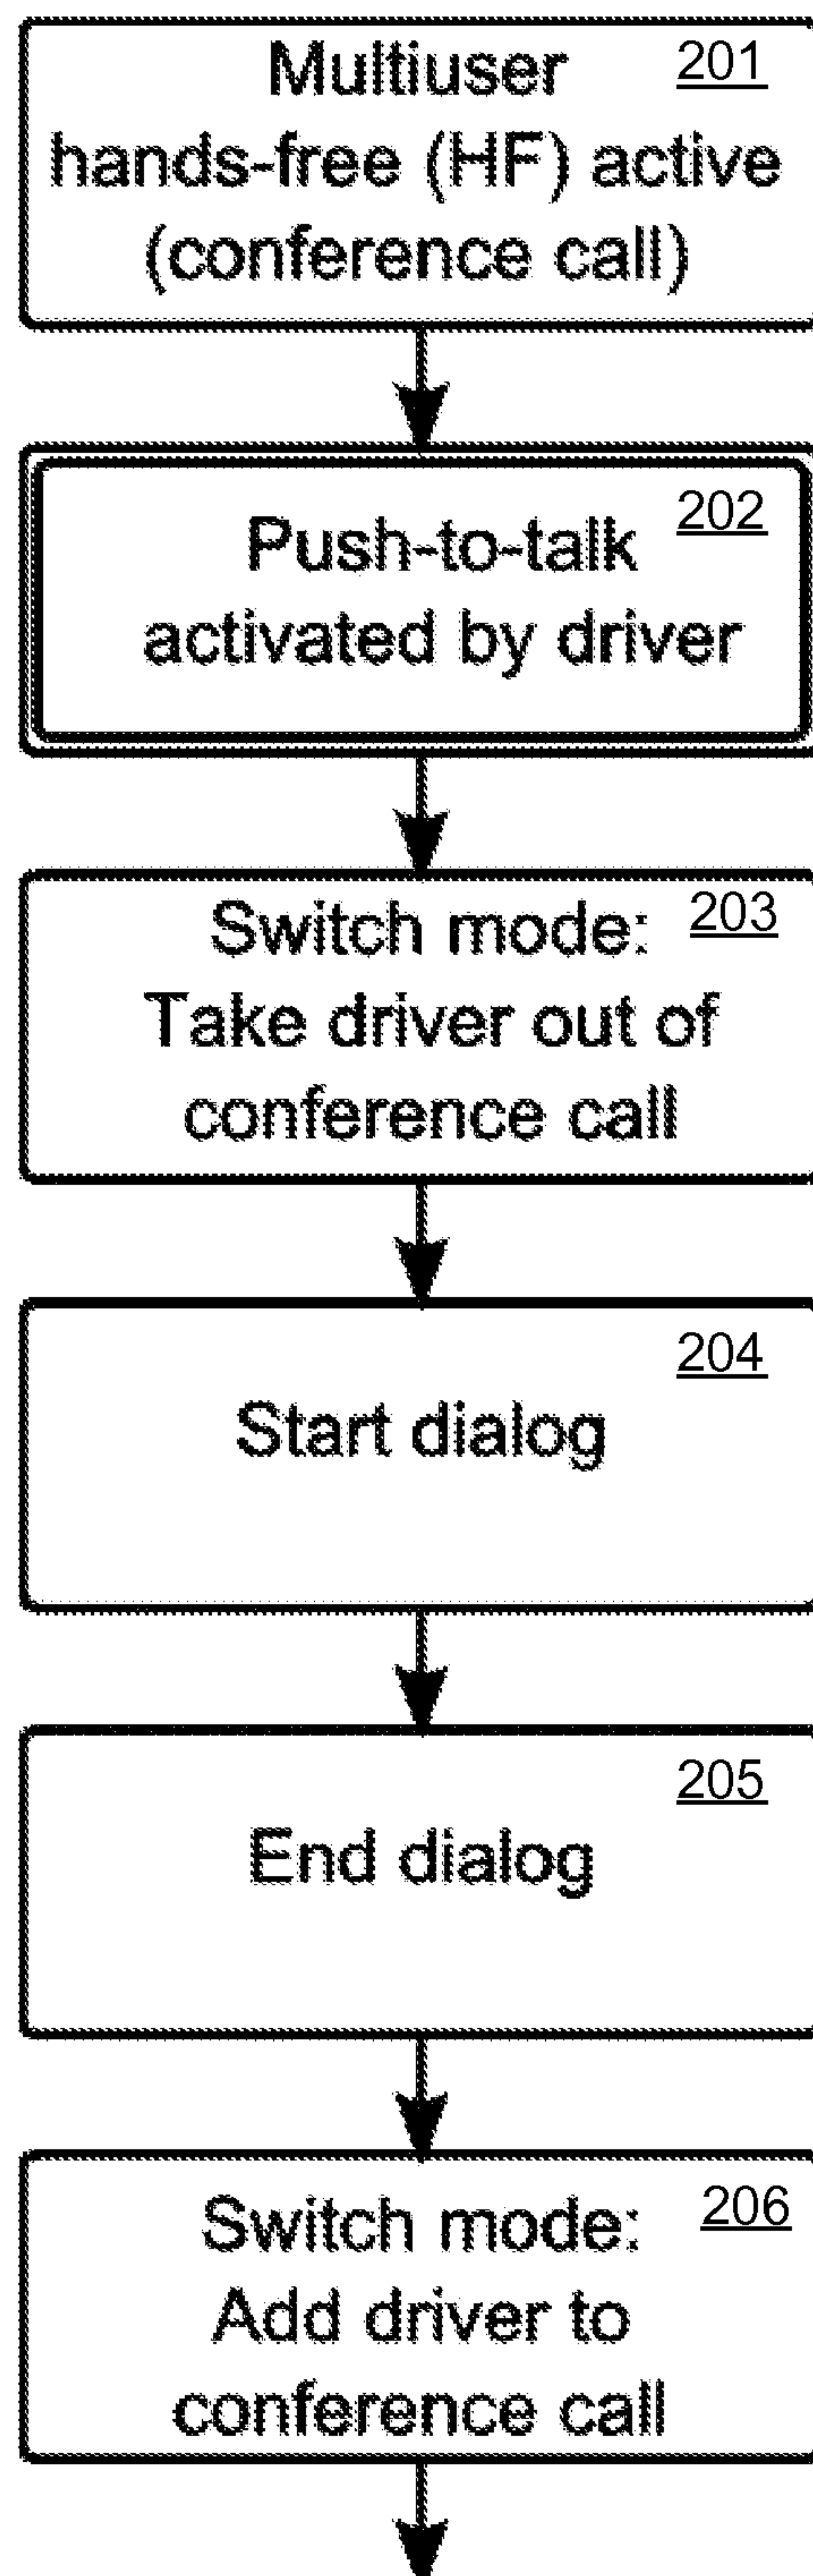 Multiuser 201
hands-free (HF) active
(conference call)
202
Push-to-talk
activated by driver
Switch mode: 203
Take driver out of
conference call
204
Start dialog
205
End dialog
Switch mode: 206
Add driver to
conference call